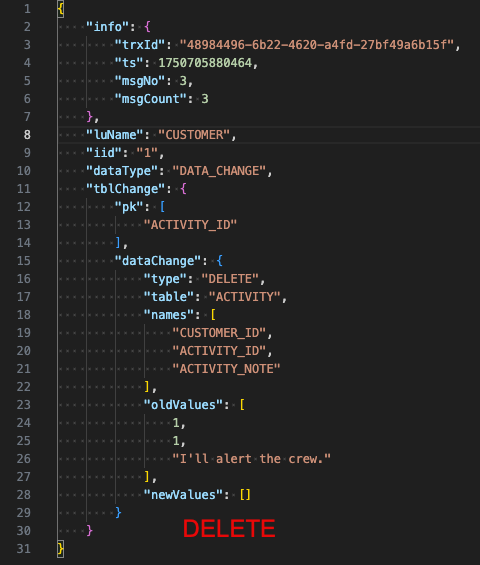 1 {
2     "info": {
3         "trxId": "48984496-6b22-4620-a4fd-27bf49a6b15f",
4         "ts": 1750705880464,
5         "msgNo": 3,
6         "msgCount": 3
7     },
8     "luName": "CUSTOMER",
9     "iid": "1",
10     "dataType": "DATA_CHANGE",
11     "tblChange": {
12         "pk": [
13             "ACTIVITY_ID"
14         ],
15         "dataChange": {
16             "type": "DELETE",
17             "table": "ACTIVITY",
18             "names": [
19                 "CUSTOMER_ID",
20                 "ACTIVITY_ID",
21                 "ACTIVITY_NOTE"
22             ],
23             "oldValues": [
24                 1,
25                 1,
26                 "I'll alert the crew."
27             ],
28             "newValues": []
29         }
30     } DELETE
31 }